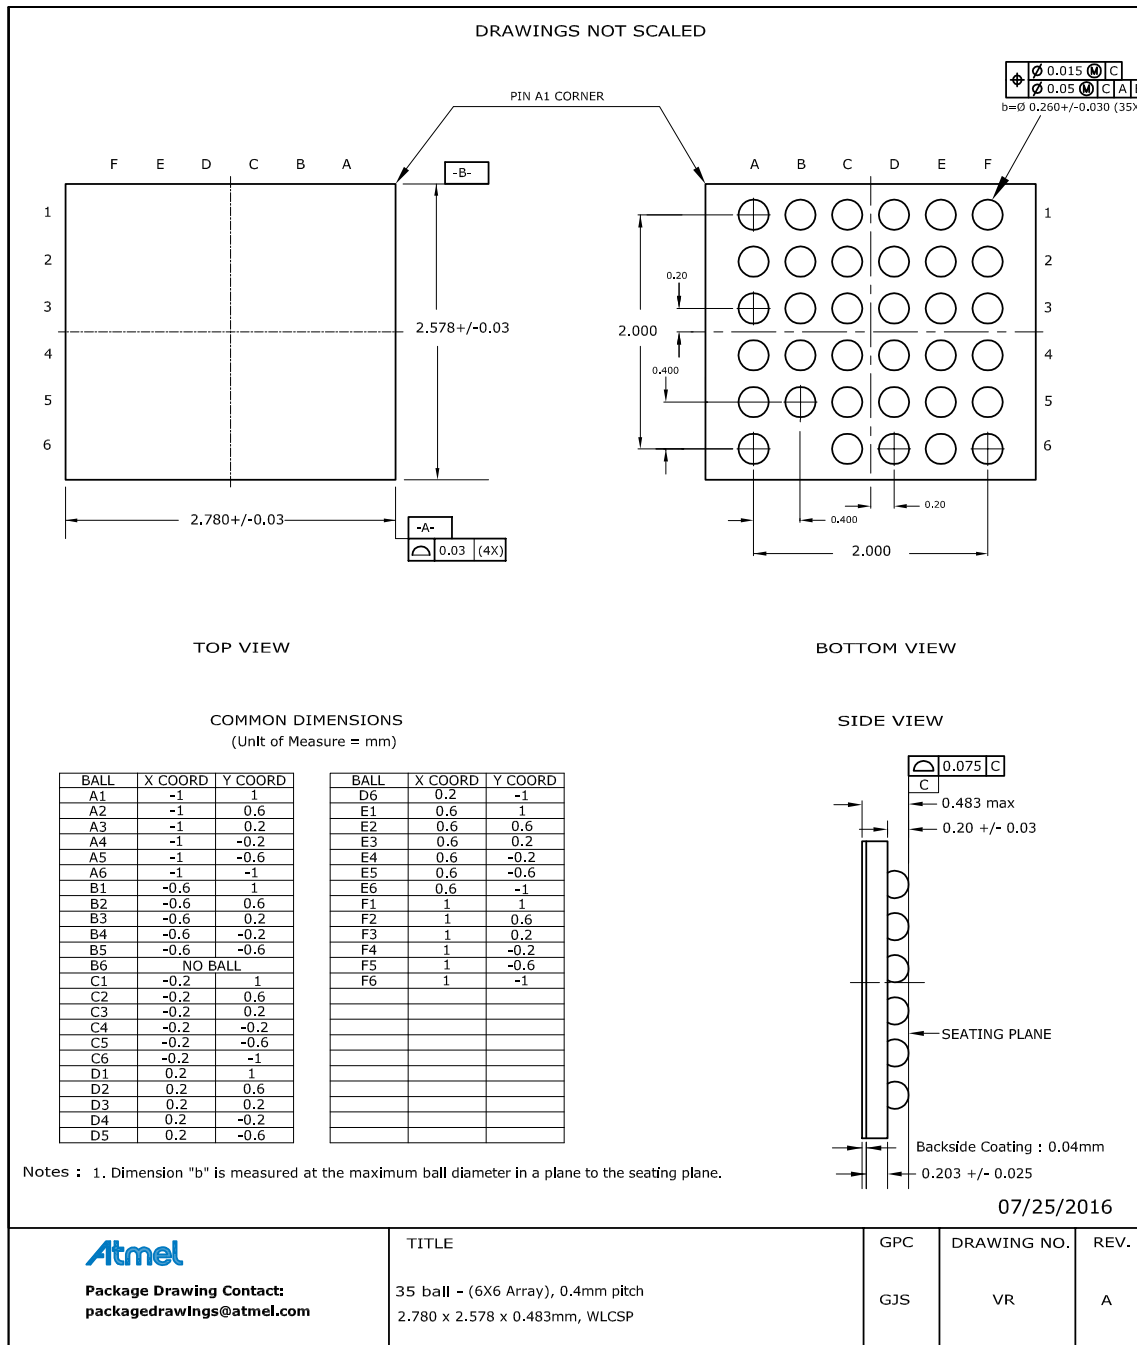 DRAWINGS NOT SCALED
PIN A1 CORNER
Ø 0.015 Ⓜ C
Ø 0.05 Ⓜ C A
b=Ø 0.260+/-0.030 (35X
F E D C B A
-B-
1
2
3
4
5
6
2.578+/-0.03
2.780+/-0.03
-A-
0.03 (4X)
A B C D E F
1
2
3
4
5
6
0.20
2.000
0.400
0.20
0.400
2.000
TOP VIEW
BOTTOM VIEW
COMMON DIMENSIONS
(Unit of Measure = mm)
BALL X COORD Y COORD
A1 -1 1
A2 -1 0.6
A3 -1 0.2
A4 -1 -0.2
A5 -1 -0.6
A6 -1 -1
B1 -0.6 1
B2 -0.6 0.6
B3 -0.6 0.2
B4 -0.6 -0.2
B5 -0.6 -0.6
B6 NO BALL
C1 -0.2 1
C2 -0.2 0.6
C3 -0.2 0.2
C4 -0.2 -0.2
C5 -0.2 -0.6
C6 -0.2 -1
D1 0.2 1
D2 0.2 0.6
D3 0.2 0.2
D4 0.2 -0.2
D5 0.2 -0.6
BALL X COORD Y COORD
D6 0.2 -1
E1 0.6 1
E2 0.6 0.6
E3 0.6 0.2
E4 0.6 -0.2
E5 0.6 -0.6
E6 0.6 -1
F1 1 1
F2 1 0.6
F3 1 0.2
F4 1 -0.2
F5 1 -0.6
F6 1 -1
SIDE VIEW
0.075 C
C
0.483 max
0.20 +/- 0.03
SEATING PLANE
Backside Coating : 0.04mm
0.203 +/- 0.025
Notes : 1. Dimension "b" is measured at the maximum ball diameter in a plane to the seating plane.
07/25/2016
Atmel
Package Drawing Contact:
packagedrawings@atmel.com
TITLE
35 ball - (6X6 Array), 0.4mm pitch
2.780 x 2.578 x 0.483mm, WLCSP
GPC
GJS
DRAWING NO.
VR
REV.
A